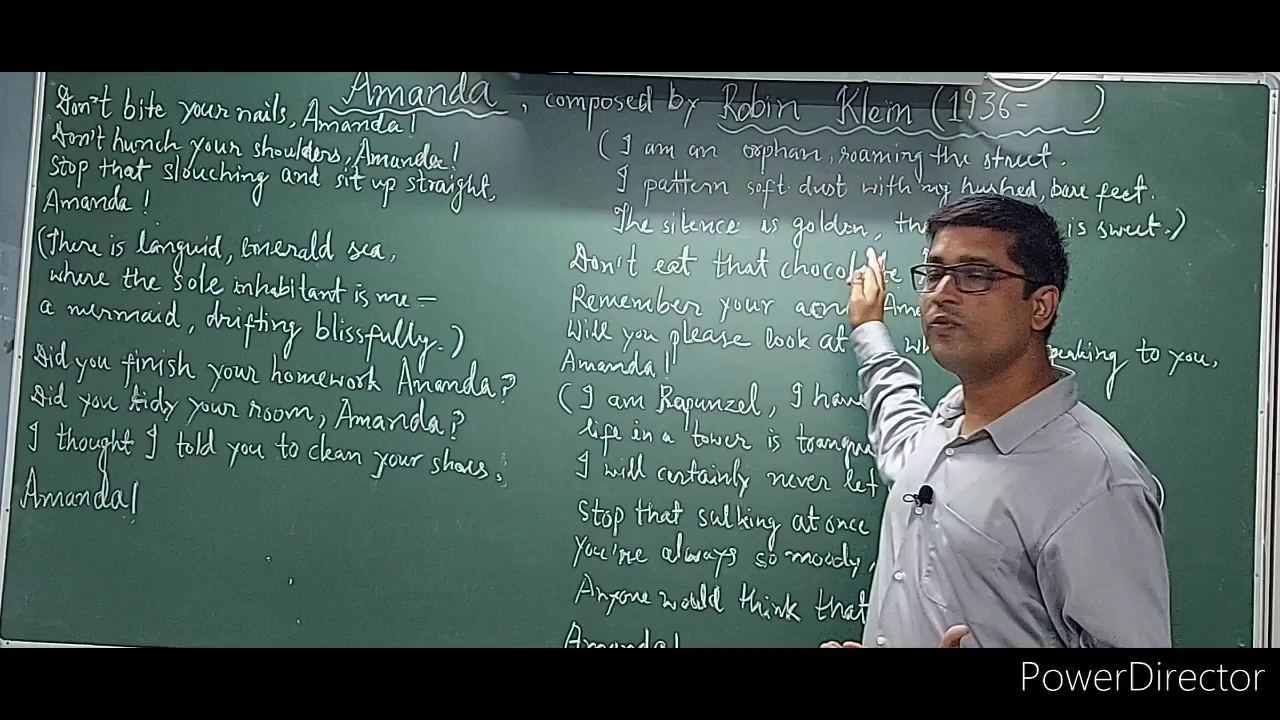 Amanda, composed by Robin Klein (1936- )
Don't bite your nails, Amanda!
Don't hunch your shoulders, Amanda!
Stop that slouching and sit up straight,
Amanda!
(There is languid, Emerald sea,
where the sole inhabitant is me —
a mermaid, drifting blissfully.)
Did you finish your homework Amanda?
Did you tidy your room, Amanda?
I thought I told you to clean your shoes,
Amanda!
(I am an orphan, roaming the street.
I pattern soft dust with my hushed, bare feet.
The silence is golden, is sweet.)
Don't eat that chocolate
Remember your acne
Will you please look at speaking to you,
Amanda!
(I am Rapunzel, I have
life in a tower is
I will certainly never let
Stop that sulking at once
You're always so moody,
Anyone would think that
Amanda!
PowerDirector